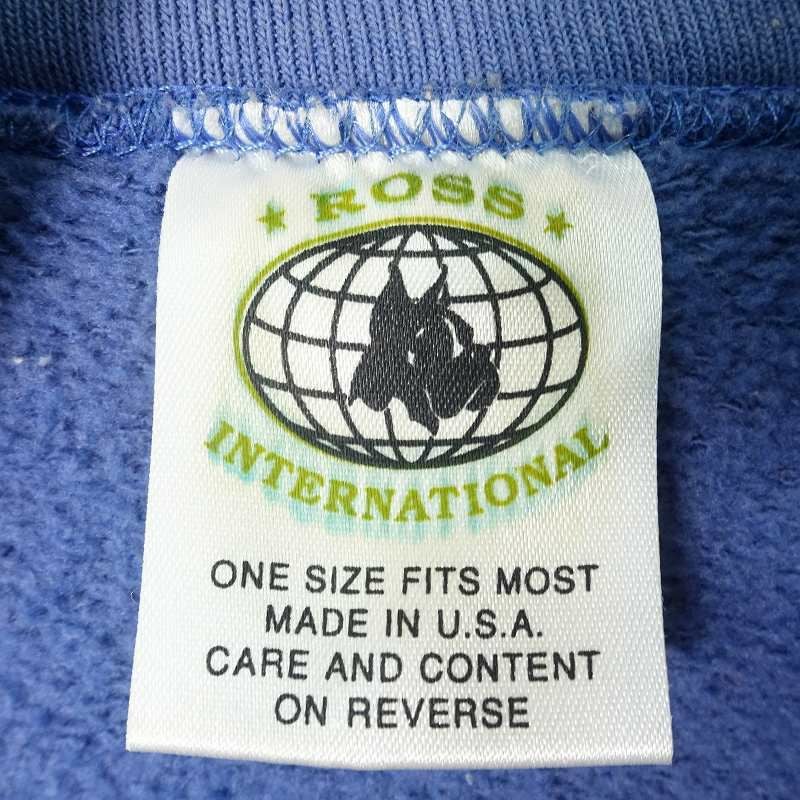 ★ ROSS ★
INTERNATIONAL
ONE SIZE FITS MOST
MADE IN U.S.A.
CARE AND CONTENT
ON REVERSE